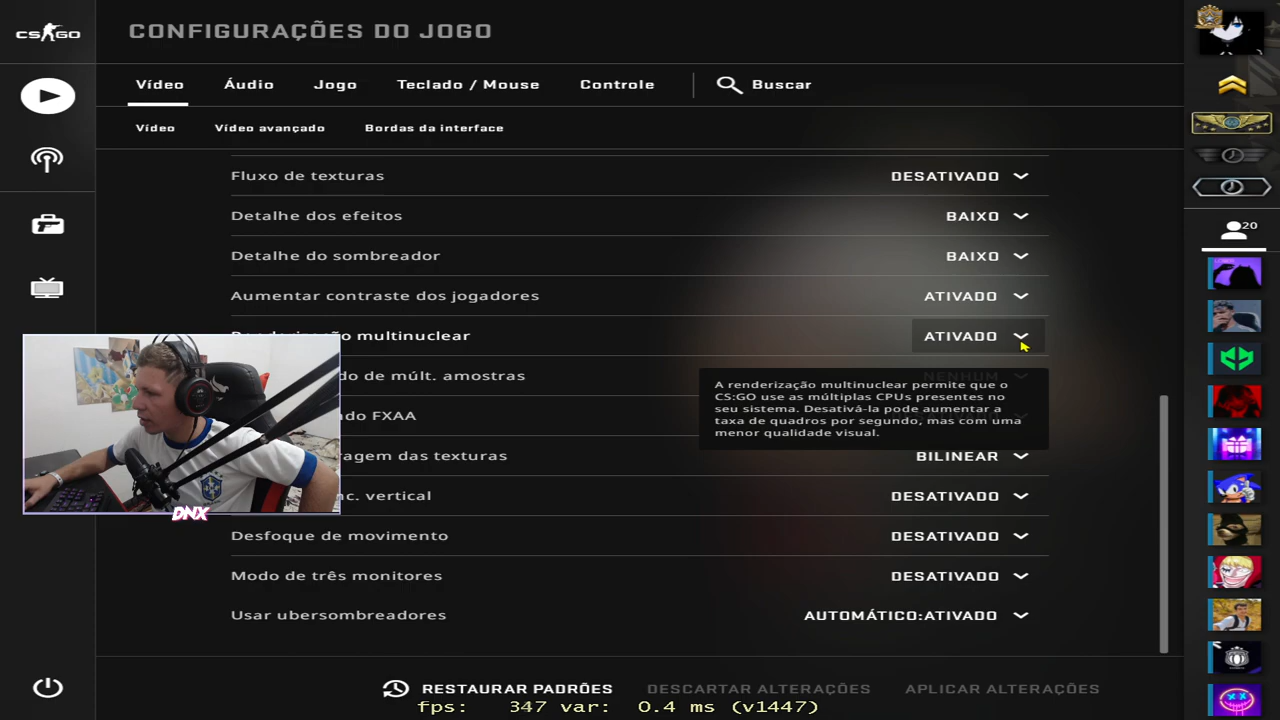 CS GO
CONFIGURAÇÕES DO JOGO
Vídeo
Áudio
Jogo
Teclado / Mouse
Controle
Buscar
Vídeo
Vídeo avançado
Bordas da interface
Fluxo de texturas
DESATIVADO
Detalhe dos efeitos
BAIXO
Detalhe do sombreador
BAIXO
Aumentar contraste dos jogadores
ATIVADO
multinuclear
ATIVADO
do de múlt. amostras
NENHUM
A renderização multinuclear permite que o
CS:GO use as múltiplas CPUs presentes no
seu sistema. Desativá-la pode aumentar a
taxa de quadros por segundo, mas com uma
menor qualidade visual.
do FXAA
ragem das texturas
BILINEAR
nc. vertical
DESATIVADO
DNX
Desfoque de movimento
DESATIVADO
Modo de três monitores
DESATIVADO
Usar ubersombreadores
AUTOMÁTICO:ATIVADO
RESTAURAR PADRÕES
DESCARTAR ALTERAÇÕES
APLICAR ALTERAÇÕES
fps: 347 var: 0.4 ms (v1447)
20